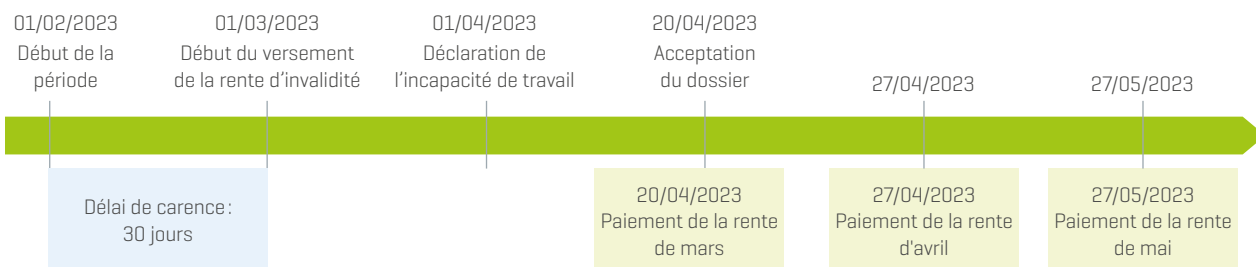 01/02/2023
Début de la
période
01/03/2023
Début du versement
de la rente d'invalidité
01/04/2023
Déclaration de
l'incapacité de travail
20/04/2023
Acceptation
du dossier
27/04/2023
27/05/2023
Délai de carence :
30 jours
20/04/2023
Paiement de la rente
de mars
27/04/2023
Paiement de la rente
d'avril
27/05/2023
Paiement de la rente
de mai